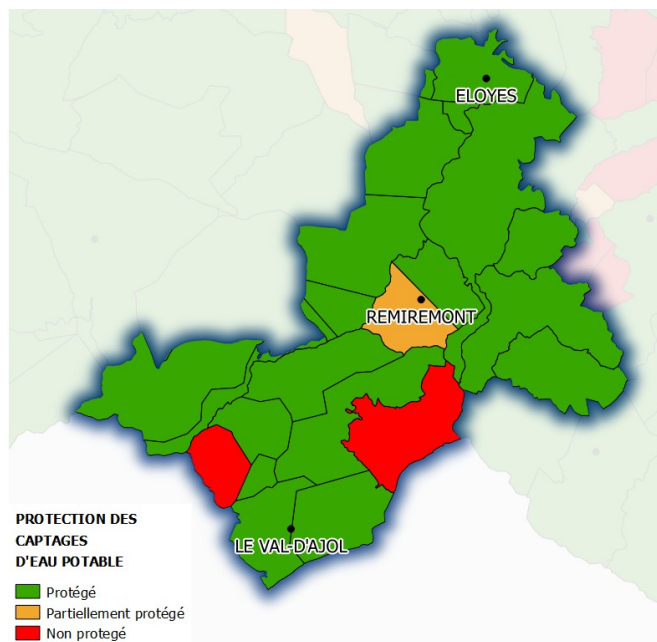 ELOYES
REMIREMONT
LE VAL-D'AJOL
PROTECTION DES
CAPTAGES
D'EAU POTABLE
Protégé
Partiellement protégé
Non protegé